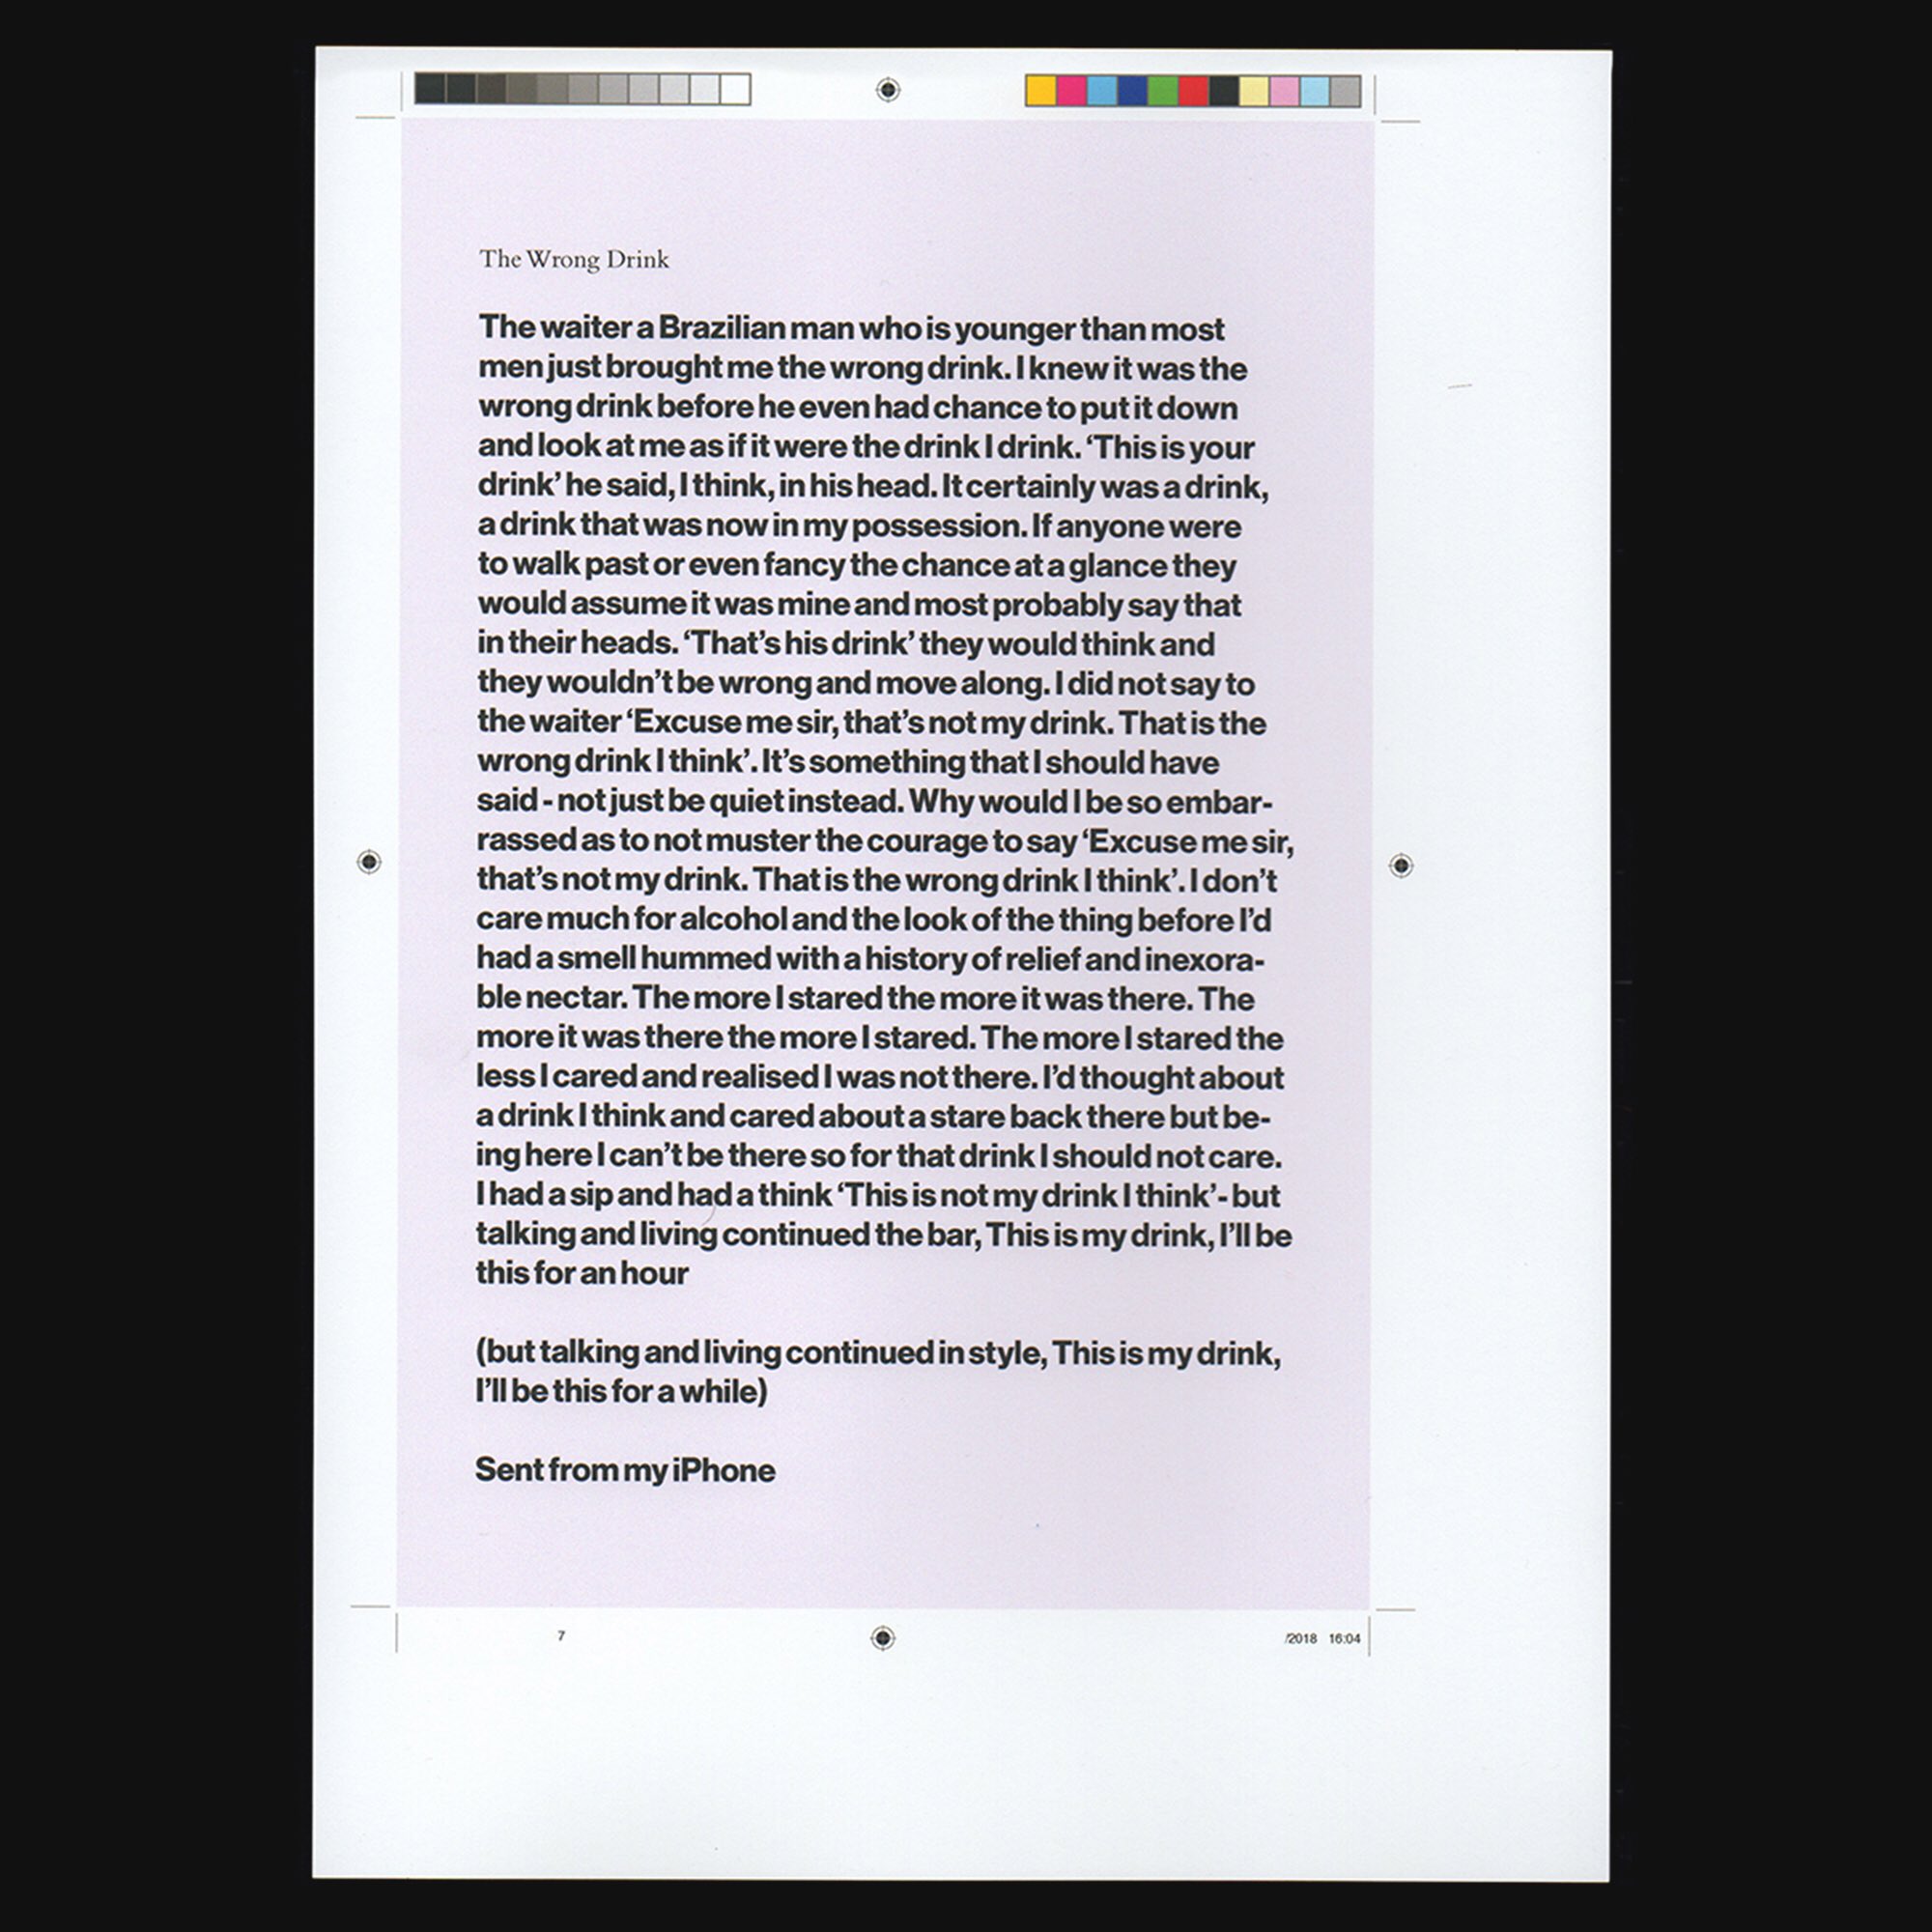 The Wrong Drink
The waiter a Brazilian man who is younger than most
men just brought me the wrong drink. I knew it was the
wrong drink before he even had chance to put it down
and look at me as if it were the drink I drink. ‘This is your
drink’ he said, I think, in his head. It certainly was a drink,
a drink that was now in my possession. If anyone were
to walk past or even fancy the chance at a glance they
would assume it was mine and most probably say that
in their heads. ‘That’s his drink’ they would think and
they wouldn’t be wrong and move along. I did not say to
the waiter ‘Excuse me sir, that’s not my drink. That is the
wrong drink I think’. It’s something that I should have
said - not just be quiet instead. Why would I be so embar-
rassed as to not muster the courage to say ‘Excuse me sir,
that’s not my drink. That is the wrong drink I think’. I don’t
care much for alcohol and the look of the thing before I’d
had a smell hummed with a history of relief and inexora-
ble nectar. The more I stared the more it was there. The
more it was there the more I stared. The more I stared the
less I cared and realised I was not there. I’d thought about
a drink I think and cared about a stare back there but be-
ing here I can’t be there so for that drink I should not care.
I had a sip and had a think ‘This is not my drink I think’- but
talking and living continued the bar, This is my drink, I’ll be
this for an hour
(but talking and living continued in style, This is my drink,
I’ll be this for a while)
Sent from my iPhone
7 /2018 16:04